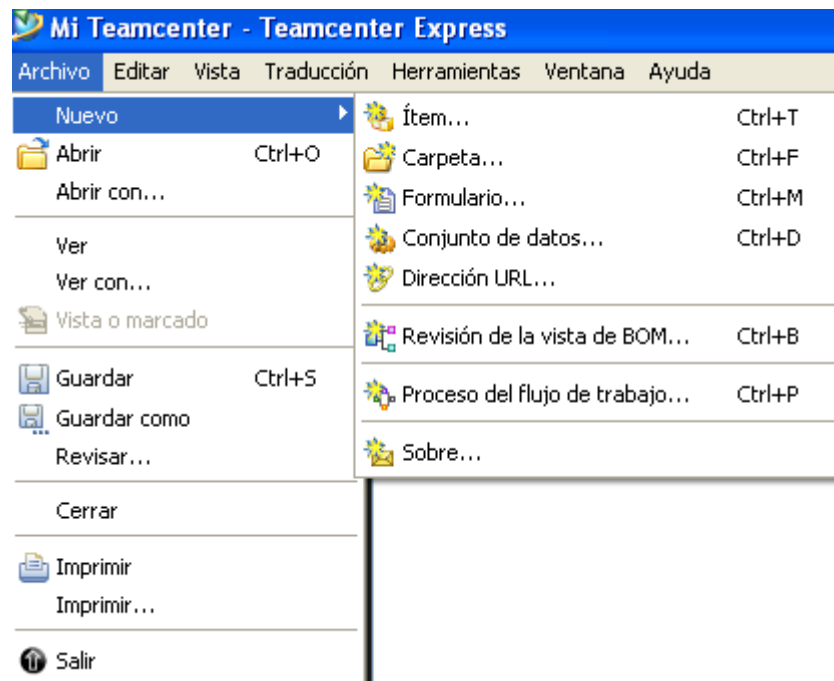 Mi Teamcenter - Teamcenter Express
Archivo Editar Vista Traducción Herramientas Ventana Ayuda
Nuevo
Abrir Ctrl+O
Abrir con...
Ver
Ver con...
Vista o marcado
Guardar Ctrl+S
Guardar como
Revisar...
Cerrar
Imprimir
Imprimir...
Salir
Ítem... Ctrl+T
Carpeta... Ctrl+F
Formulario... Ctrl+M
Conjunto de datos... Ctrl+D
Dirección URL...
Revisión de la vista de BOM... Ctrl+B
Proceso del flujo de trabajo... Ctrl+P
Sobre...